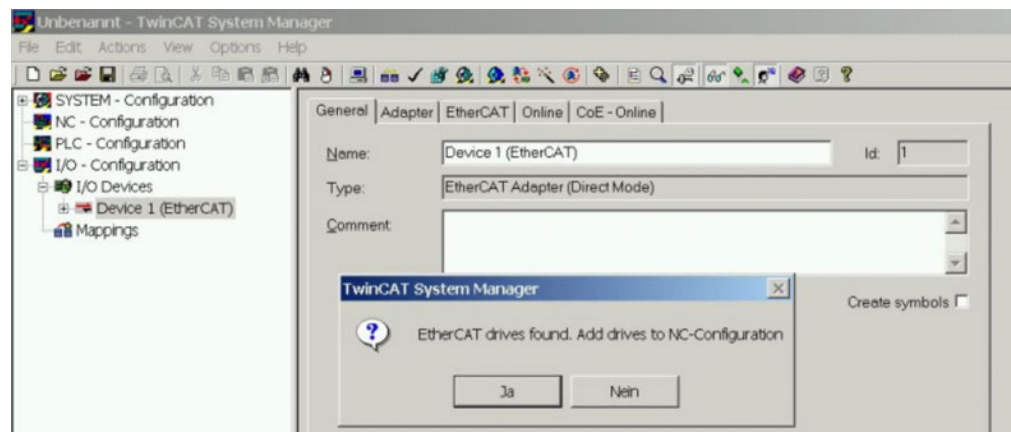 Unbenannt - TwinCAT System Manager
File Edit Actions View Options Help
SYSTEM - Configuration
NC - Configuration
PLC - Configuration
I/O - Configuration
I/O Devices
Device 1 (EtherCAT)
Mappings
General Adapter EtherCAT Online CoE - Online
Name: Device 1 (EtherCAT) Id: 1
Type: EtherCAT Adapter (Direct Mode)
Comment:
Create symbols
TwinCAT System Manager
EtherCAT drives found. Add drives to NC-Configuration
Ja Nein